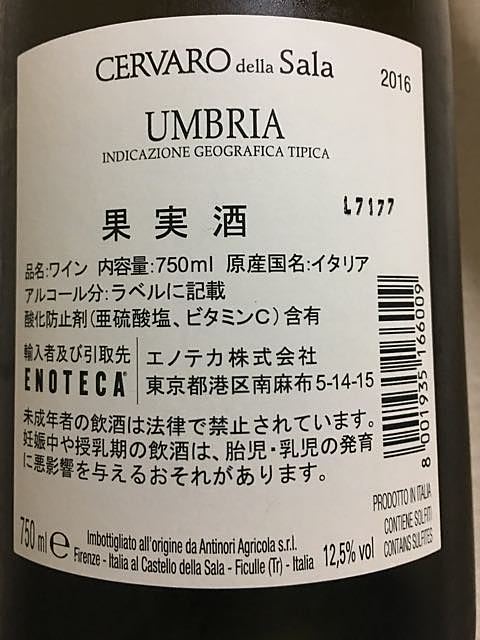 CERVARO della Sala
2016
UMBRIA
INDICAZIONE GEOGRAFICA TIPICA
L7177
果実酒
品名:ワイン 内容量:750ml 原産国名:イタリア
アルコール分:ラベルに記載
酸化防止剤(亜硫酸塩、ビタミンC)含有
輸入者及び引取先
ENOTECA
エノテカ株式会社
東京都港区南麻布5-14-15
未成年者の飲酒は法律で禁止されています。
妊娠中や授乳期の飲酒は、胎児・乳児の発育
に悪影響を与えるおそれがあります。
8 001935 166009
PRODOTTO IN ITALIA
CONTIENE SOLFITI
CONTAINS SULFITES
750 ml e
Imbottigliato all'origine da Antinori Agricola s.r.l.
Firenze - Italia al Castello della Sala - Ficulle (Tr) - Italia
12,5% vol